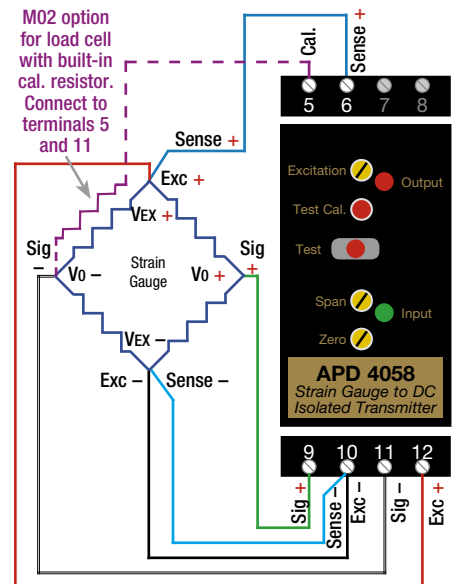 M02 option
for load cell
with built-in
cal. resistor.
Connect to
terminals 5
and 11
Cal.
Sense +
5 6 7 8
Sense +
Exc +
VEX +
Sig
–
Vo –
Strain
Gauge
Vo +
Sig
+
VEX –
Exc –
Sense –
Excitation
Output
Test Cal.
Test
Span
Input
Zero
APD 4058
Strain Gauge to DC
Isolated Transmitter
9 10 11 12
Sig +
Sense –
Exc –
Sig –
Exc +